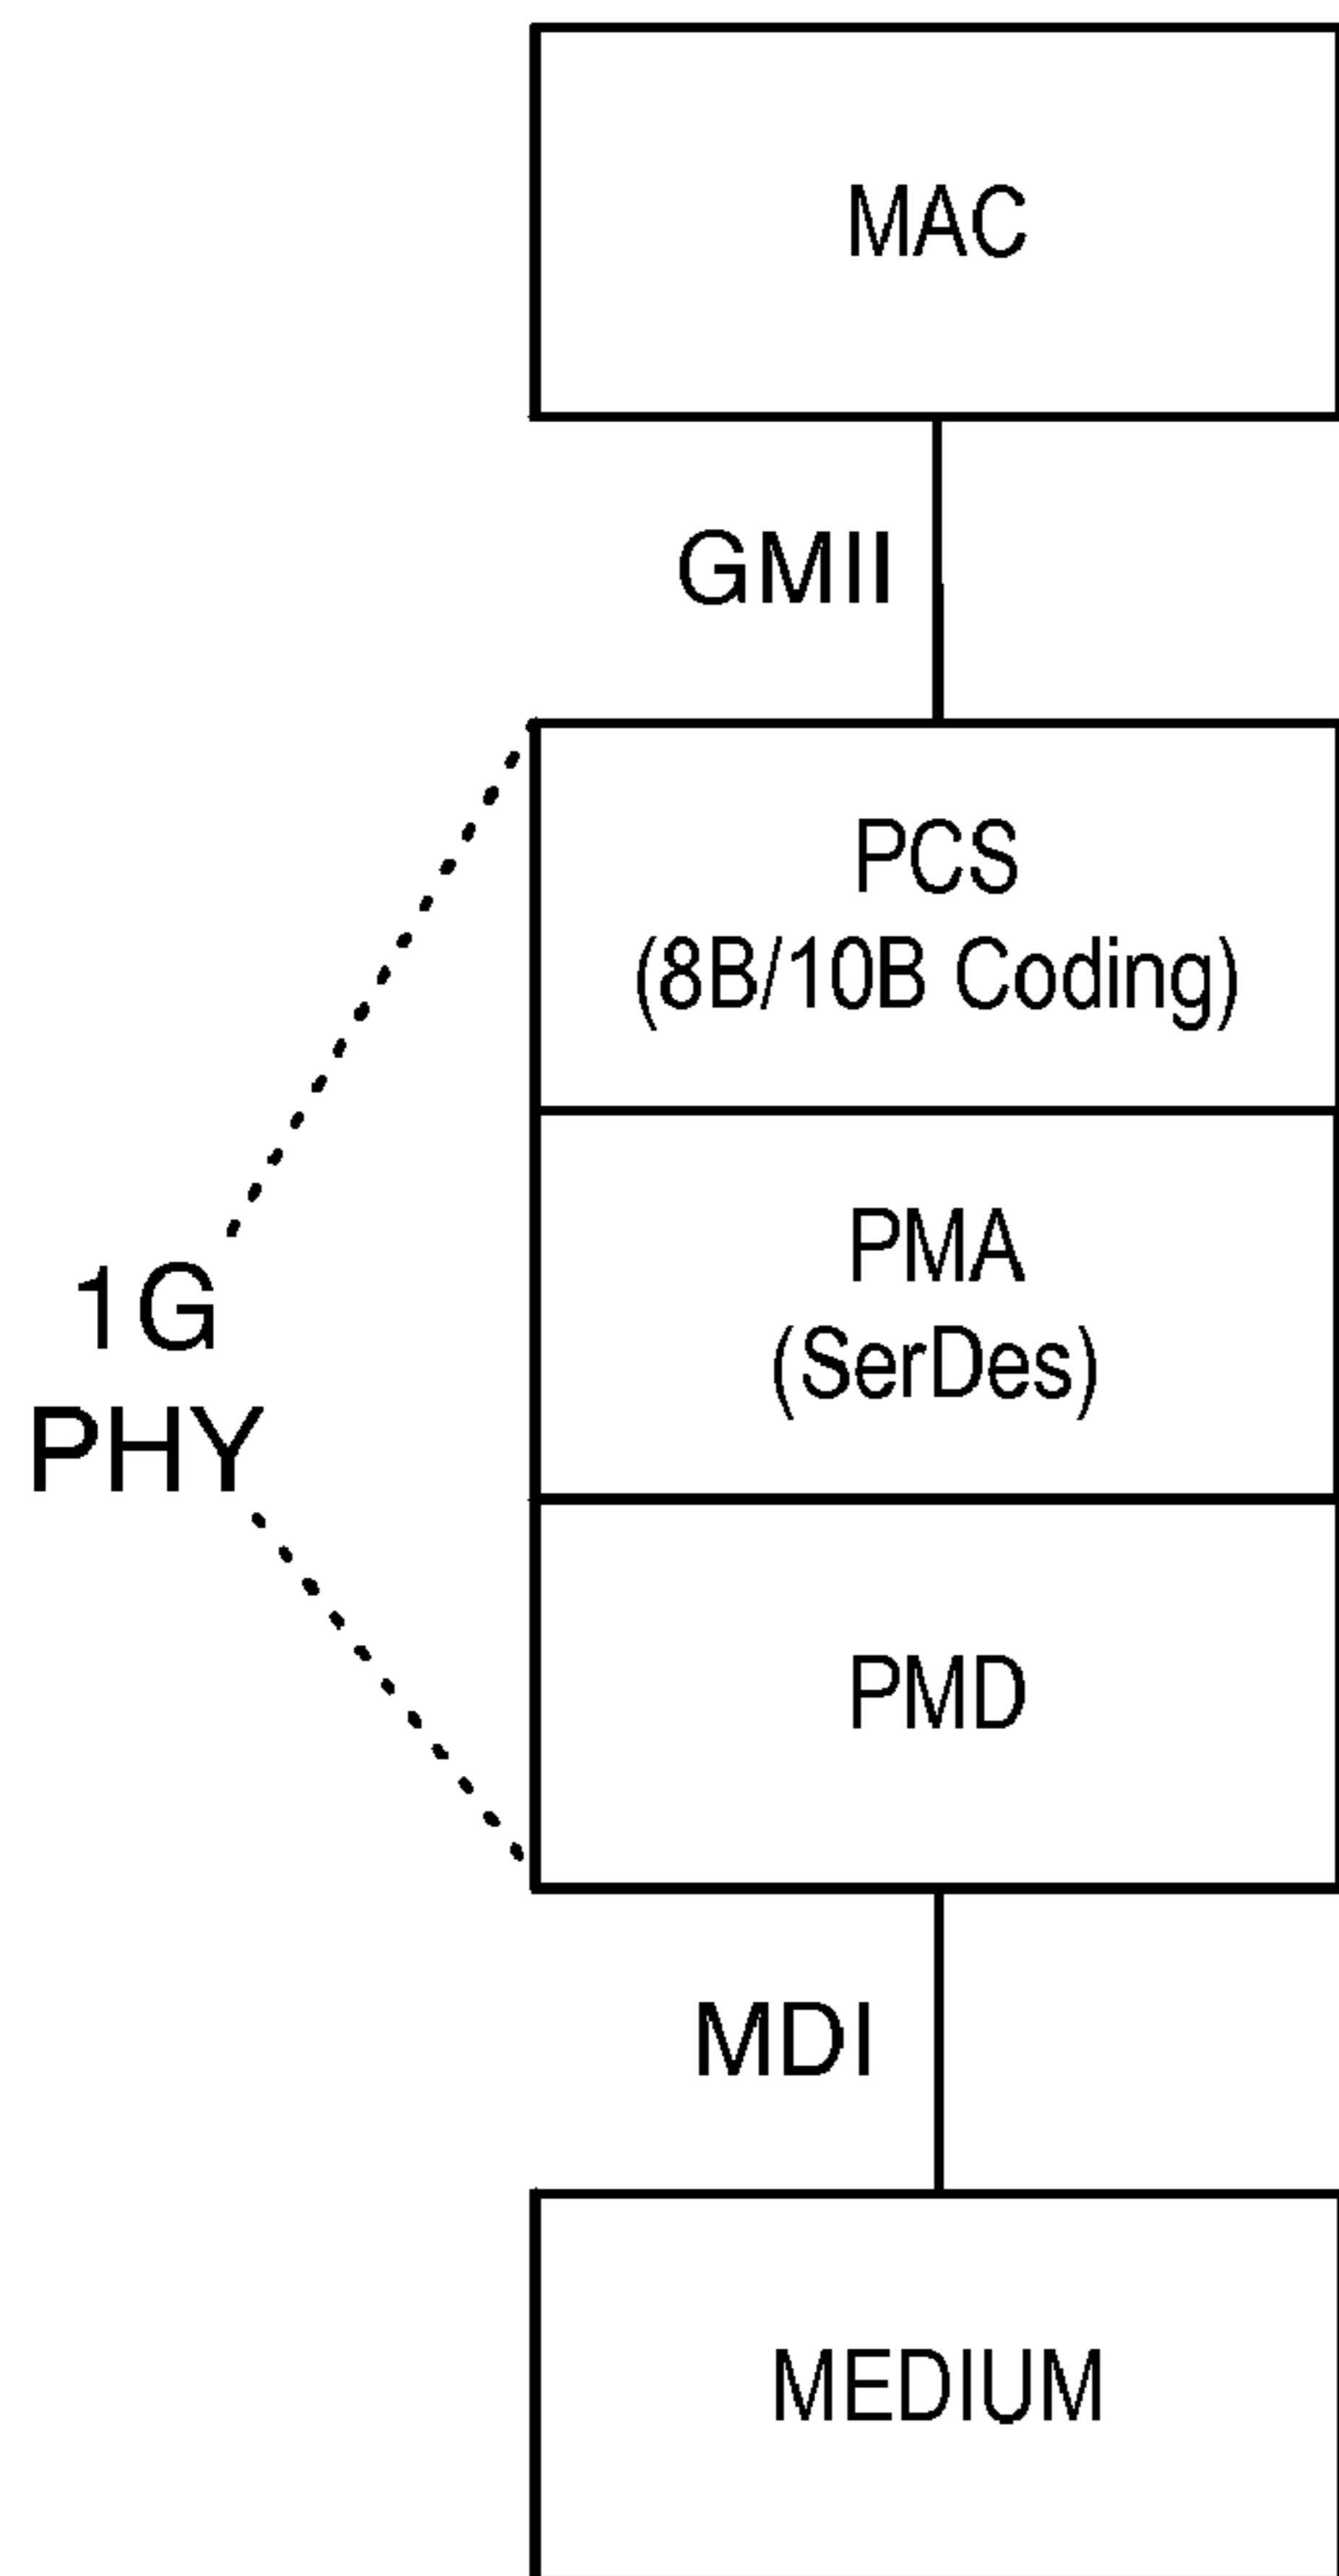 MAC
GMII
PCS
(8B/10B Coding)
1G
PHY
PMA
(SerDes)
PMD
MDI
MEDIUM